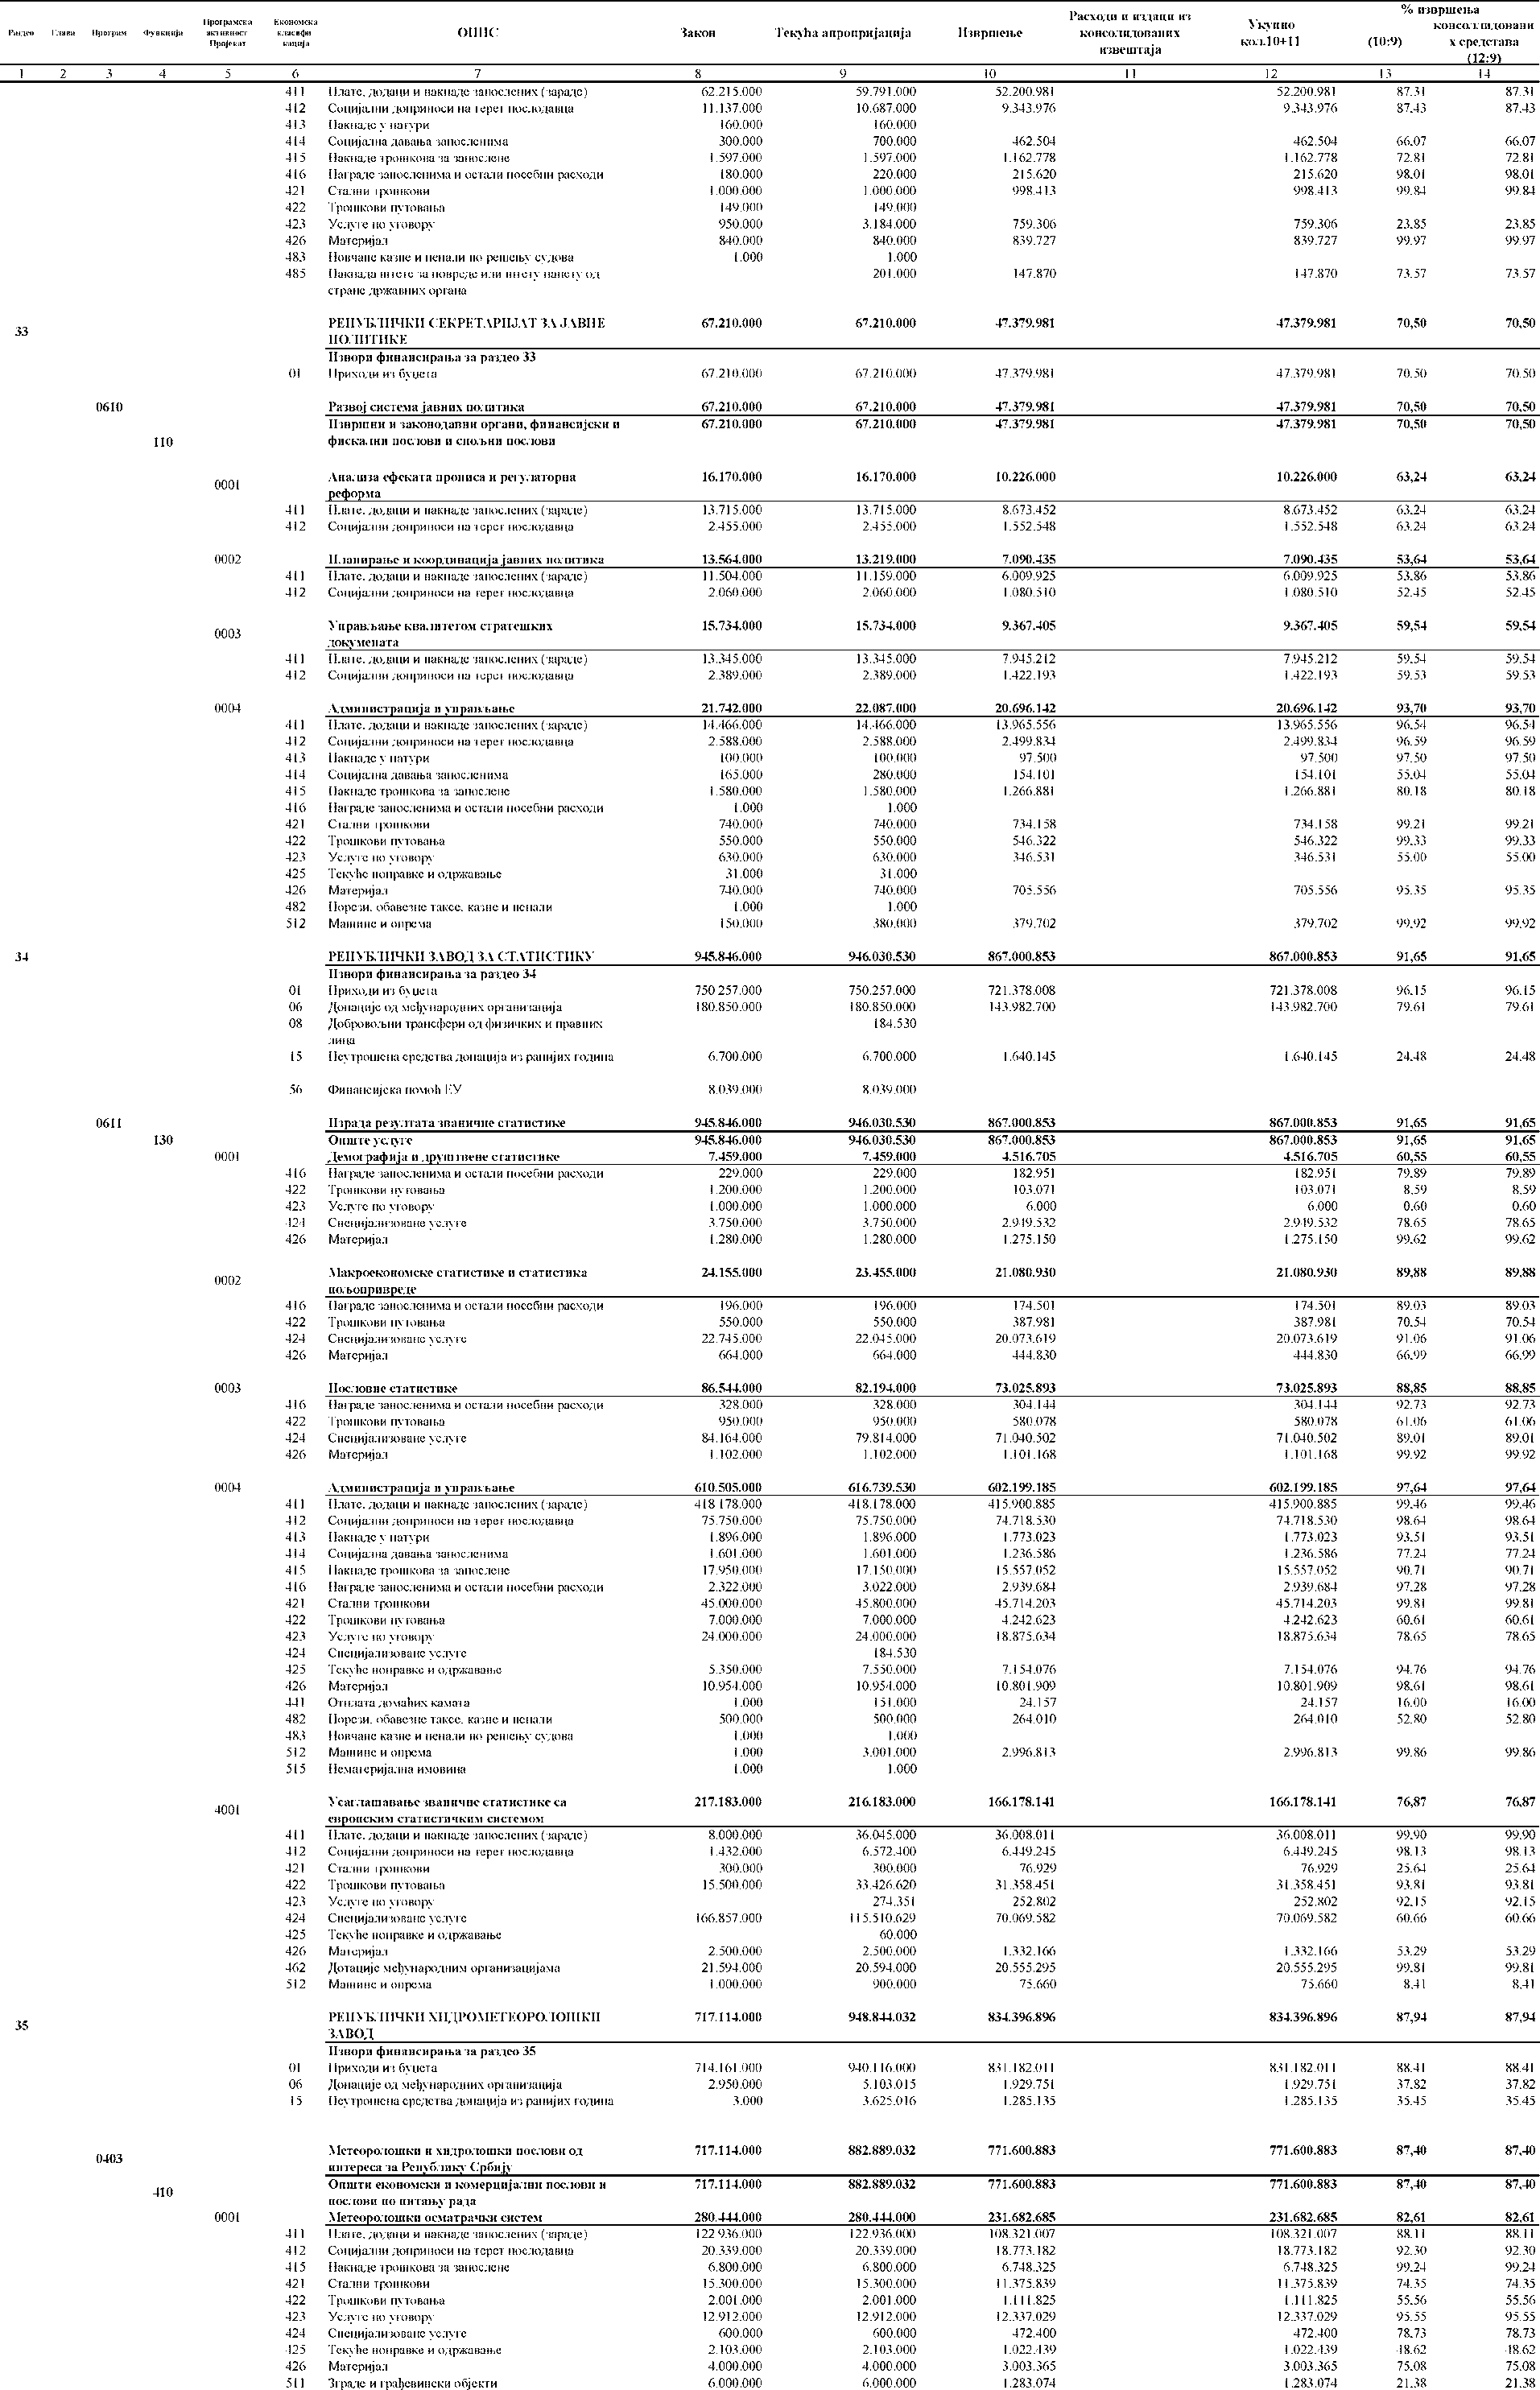 Раздео Глава Програм Функција Програмска активност Пројекат Економска класификација ОПИС Закон Текућа апропријација Извршење Расходи и издаци из консолидованих извештаја Укупно кол.10+11 % извршења (10:9) консолидованих средстава (12:9)
1 2 3 4 5 6 7 8 9 10 11 12 13 14
411 Плате, додаци и накнаде запослених (зараде) 62.215.000 59.791.000 52.200.981 52.200.981 87,31 87,31
412 Социјални доприноси на терет послодавца 11.137.000 10.687.000 9.343.976 9.343.976 87,43 87,43
413 Накнаде у натури 160.000 160.000
414 Социјална давања запосленима 300.000 700.000 462.504 462.504 66,07 66,07
415 Накнаде трошкова за запослене 1.597.000 1.597.000 1.162.778 1.162.778 72,81 72,81
416 Награде запосленима и остали посебни расходи 180.000 220.000 215.620 215.620 98,01 98,01
421 Стални трошкови 1.000.000 1.000.000 998.413 998.413 99,84 99,84
422 Трошкови путовања 149.000 149.000
423 Услуге по уговору 950.000 3.184.000 759.306 759.306 23,85 23,85
426 Материјал 840.000 840.000 839.727 839.727 99,97 99,97
483 Новчане казне и пенали по решењу судова 1.000 1.000
485 Накнада штете за повреде или штету нанету од 201.000 147.870 147.870 73,57 73,57
стране државних органа
33 РЕПУБЛИЧКИ СЕКРЕТАРИЈАТ ЗА ЈАВНЕ 67.210.000 67.210.000 47.379.981 47.379.981 70,50 70,50
ПОЛИТИКЕ
Извори финансирања за раздео 33
01 Приходи из буџета 67.210.000 67.210.000 47.379.981 47.379.981 70,50 70,50
0610 Развој система јавних политика 67.210.000 67.210.000 47.379.981 47.379.981 70,50 70,50
110 Извршни и законодавни органи, финансијски и 67.210.000 67.210.000 47.379.981 47.379.981 70,50 70,50
фискални послови и спољни послови
0001 Анализа ефеката прописа и регулаторна 16.170.000 16.170.000 10.226.000 10.226.000 63,24 63,24
реформа
411 Плате, додаци и накнаде запослених (зараде) 13.715.000 13.715.000 8.673.452 8.673.452 63,24 63,24
412 Социјални доприноси на терет послодавца 2.455.000 2.455.000 1.552.548 1.552.548 63,24 63,24
0002 Планирање и координација јавних политика 13.564.000 13.219.000 7.090.435 7.090.435 53,64 53,64
411 Плате, додаци и накнаде запослених (зараде) 11.504.000 11.159.000 6.009.925 6.009.925 53,86 53,86
412 Социјални доприноси на терет послодавца 2.060.000 2.060.000 1.080.510 1.080.510 52,45 52,45
0003 Управљање квалитетом стратешких 15.734.000 15.734.000 9.367.405 9.367.405 59,54 59,54
докумената
411 Плате, додаци и накнаде запослених (зараде) 13.345.000 13.345.000 7.945.212 7.945.212 59,54 59,54
412 Социјални доприноси на терет послодавца 2.389.000 2.389.000 1.422.193 1.422.193 59,53 59,53
0004 Администрација и управљање 21.742.000 22.087.000 20.696.142 20.696.142 93,70 93,70
411 Плате, додаци и накнаде запослених (зараде) 14.466.000 14.466.000 13.965.556 13.965.556 96,54 96,54
412 Социјални доприноси на терет послодавца 2.588.000 2.588.000 2.499.834 2.499.834 96,59 96,59
413 Накнаде у натури 100.000 100.000 97.500 97.500 97,50 97,50
414 Социјална давања запосленима 165.000 280.000 154.101 154.101 55,04 55,04
415 Накнаде трошкова за запослене 1.580.000 1.580.000 1.266.881 1.266.881 80,18 80,18
416 Награде запосленима и остали посебни расходи 1.000 1.000
421 Стални трошкови 740.000 740.000 734.158 734.158 99,21 99,21
422 Трошкови путовања 550.000 550.000 546.322 546.322 99,33 99,33
423 Услуге по уговору 630.000 630.000 346.531 346.531 55,00 55,00
425 Текуће поправке и одржавање 31.000 31.000
426 Материјал 740.000 740.000 705.556 705.556 95,35 95,35
482 Порези, обавезне таксе, казне и пенали 1.000 1.000
512 Машине и опрема 150.000 380.000 379.702 379.702 99,92 99,92
34 РЕПУБЛИЧКИ ЗАВОД ЗА СТАТИСТИКУ 945.846.000 946.030.530 867.000.853 867.000.853 91,65 91,65
Извори финансирања за раздео 34
01 Приходи из буџета 750.257.000 750.257.000 721.378.008 721.378.008 96,15 96,15
06 Донације од међународних организација 180.850.000 180.850.000 143.982.700 143.982.700 79,61 79,61
08 Добровољни трансфери од физичких и правних 184.530
лица
15 Неутрошена средства донација из ранијих година 6.700.000 6.700.000 1.640.145 1.640.145 24,48 24,48
56 Финансијска помоћ ЕУ 8.039.000 8.039.000
0611 Израда резултата званичне статистике 945.846.000 946.030.530 867.000.853 867.000.853 91,65 91,65
130 Опште услуге 945.846.000 946.030.530 867.000.853 867.000.853 91,65 91,65
0001 Демографија и друштвене статистике 7.459.000 7.459.000 4.516.705 4.516.705 60,55 60,55
416 Награде запосленима и остали посебни расходи 229.000 229.000 182.951 182.951 79,89 79,89
422 Трошкови путовања 1.200.000 1.200.000 103.071 103.071 8,59 8,59
423 Услуге по уговору 1.000.000 1.000.000 6.000 6.000 0,60 0,60
424 Специјализоване услуге 3.750.000 3.750.000 2.949.532 2.949.532 78,65 78,65
426 Материјал 1.280.000 1.280.000 1.275.150 1.275.150 99,62 99,62
0002 Макроекономске статистике и статистика 24.155.000 23.455.000 21.080.930 21.080.930 89,88 89,88
пољопривреде
416 Награде запосленима и остали посебни расходи 196.000 196.000 174.501 174.501 89,03 89,03
422 Трошкови путовања 550.000 550.000 387.981 387.981 70,54 70,54
424 Специјализоване услуге 22.745.000 22.045.000 20.073.619 20.073.619 91,06 91,06
426 Материјал 664.000 664.000 444.830 444.830 66,99 66,99
0003 Пословне статистике 86.544.000 82.194.000 73.025.893 73.025.893 88,85 88,85
416 Награде запосленима и остали посебни расходи 328.000 328.000 304.144 304.144 92,73 92,73
422 Трошкови путовања 950.000 950.000 580.078 580.078 61,06 61,06
424 Специјализоване услуге 84.164.000 79.814.000 71.040.502 71.040.502 89,01 89,01
426 Материјал 1.102.000 1.102.000 1.101.168 1.101.168 99,92 99,92
0004 Администрација и управљање 610.505.000 616.739.530 602.199.185 602.199.185 97,64 97,64
411 Плате, додаци и накнаде запослених (зараде) 418.178.000 418.178.000 415.900.885 415.900.885 99,46 99,46
412 Социјални доприноси на терет послодавца 75.750.000 75.750.000 74.718.530 74.718.530 98,64 98,64
413 Накнаде у натури 1.896.000 1.896.000 1.773.023 1.773.023 93,51 93,51
414 Социјална давања запосленима 1.601.000 1.601.000 1.236.586 1.236.586 77,24 77,24
415 Накнаде трошкова за запослене 17.950.000 17.150.000 15.557.052 15.557.052 90,71 90,71
416 Награде запосленима и остали посебни расходи 2.322.000 3.022.000 2.939.684 2.939.684 97,28 97,28
421 Стални трошкови 45.000.000 45.800.000 45.714.203 45.714.203 99,81 99,81
422 Трошкови путовања 7.000.000 7.000.000 4.242.623 4.242.623 60,61 60,61
423 Услуге по уговору 24.000.000 24.000.000 18.875.634 18.875.634 78,65 78,65
424 Специјализоване услуге 184.530
425 Текуће поправке и одржавање 5.350.000 7.550.000 7.154.076 7.154.076 94,76 94,76
426 Материјал 10.954.000 10.954.000 10.801.909 10.801.909 98,61 98,61
441 Отплата домаћих камата 1.000 151.000 24.157 24.157 16,00 16,00
482 Порези, обавезне таксе, казне и пенали 500.000 500.000 264.010 264.010 52,80 52,80
483 Новчане казне и пенали по решењу судова 1.000 1.000
512 Машине и опрема 1.000 3.001.000 2.996.813 2.996.813 99,86 99,86
515 Нематеријална имовина 1.000 1.000
4001 Усаглашавање званичне статистике са 217.183.000 216.183.000 166.178.141 166.178.141 76,87 76,87
европским статистичким системом
411 Плате, додаци и накнаде запослених (зараде) 8.000.000 36.045.000 36.008.011 36.008.011 99,90 99,90
412 Социјални доприноси на терет послодавца 1.432.000 6.572.400 6.449.245 6.449.245 98,13 98,13
421 Стални трошкови 300.000 300.000 76.929 76.929 25,64 25,64
422 Трошкови путовања 15.500.000 33.426.620 31.358.451 31.358.451 93,81 93,81
423 Услуге по уговору 274.351 252.802 252.802 92,15 92,15
424 Специјализоване услуге 166.857.000 115.510.629 70.069.582 70.069.582 60,66 60,66
425 Текуће поправке и одржавање 60.000
426 Материјал 2.500.000 2.500.000 1.332.166 1.332.166 53,29 53,29
462 Дотације међународним организацијама 21.594.000 20.594.000 20.555.295 20.555.295 99,81 99,81
512 Машине и опрема 1.000.000 900.000 75.660 75.660 8,41 8,41
35 РЕПУБЛИЧКИ ХИДРОМЕТЕОРОЛОШКИ 717.114.000 948.844.032 834.396.896 834.396.896 87,94 87,94
ЗАВОД
Извори финансирања за раздео 35
01 Приходи из буџета 714.161.000 940.116.000 831.182.011 831.182.011 88,41 88,41
06 Донације од међународних организација 2.950.000 5.103.015 1.929.751 1.929.751 37,82 37,82
15 Неутрошена средства донација из ранијих година 3.000 3.625.016 1.285.135 1.285.135 35,45 35,45
0403 Метеоролошки и хидролошки послови од 717.114.000 882.889.032 771.600.883 771.600.883 87,40 87,40
интереса за Републику Србију
410 Општи економски и комерцијални послови и 717.114.000 882.889.032 771.600.883 771.600.883 87,40 87,40
послови по питању рада
0001 Метеоролошки осматрачки систем 280.444.000 280.444.000 231.682.685 231.682.685 82,61 82,61
411 Плате, додаци и накнаде запослених (зараде) 122.936.000 122.936.000 108.321.007 108.321.007 88,11 88,11
412 Социјални доприноси на терет послодавца 20.339.000 20.339.000 18.773.182 18.773.182 92,30 92,30
415 Накнаде трошкова за запослене 6.800.000 6.800.000 6.748.325 6.748.325 99,24 99,24
421 Стални трошкови 15.300.000 15.300.000 11.375.839 11.375.839 74,35 74,35
422 Трошкови путовања 2.001.000 2.001.000 1.111.825 1.111.825 55,56 55,56
423 Услуге по уговору 12.912.000 12.912.000 12.337.029 12.337.029 95,55 95,55
424 Специјализоване услуге 600.000 600.000 472.400 472.400 78,73 78,73
425 Текуће поправке и одржавање 2.103.000 2.103.000 1.022.439 1.022.439 48,62 48,62
426 Материјал 4.000.000 4.000.000 3.003.365 3.003.365 75,08 75,08
511 Зграде и грађевински објекти 6.000.000 6.000.000 1.283.074 1.283.074 21,38 21,38